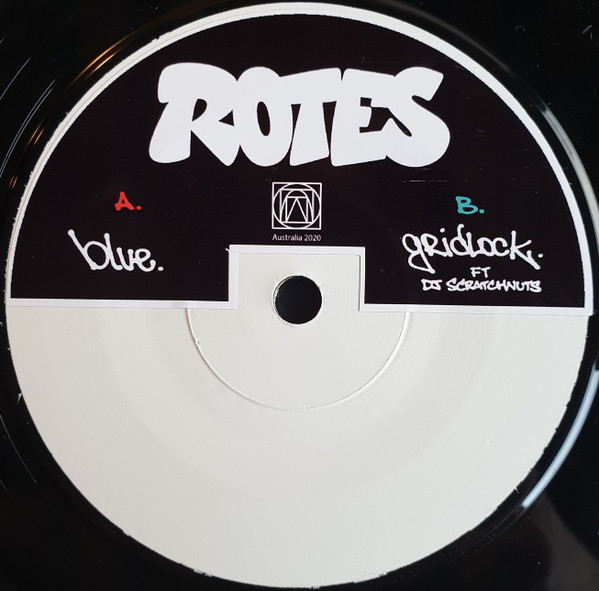 ROTES
A.
blue.
Australia 2020
B.
gridlock.
FT
DJ SCRATCHNUTS